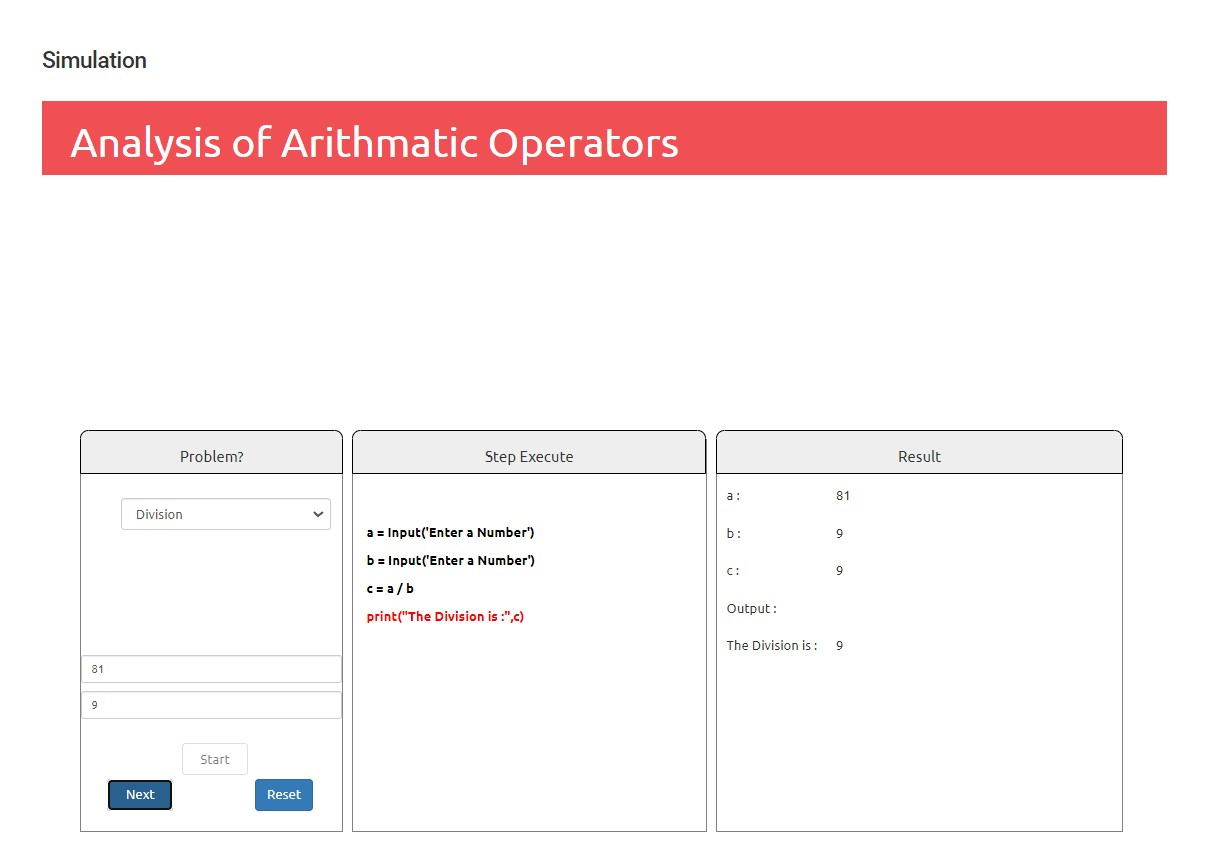 Simulation
Analysis of Arithmatic Operators
Problem?
Division
81
9
Start
Next
Reset
Step Execute
a = Input('Enter a Number')
b = Input('Enter a Number')
c = a / b
print("The Division is :",c)
Result
a : 81
b : 9
c : 9
Output :
The Division is : 9